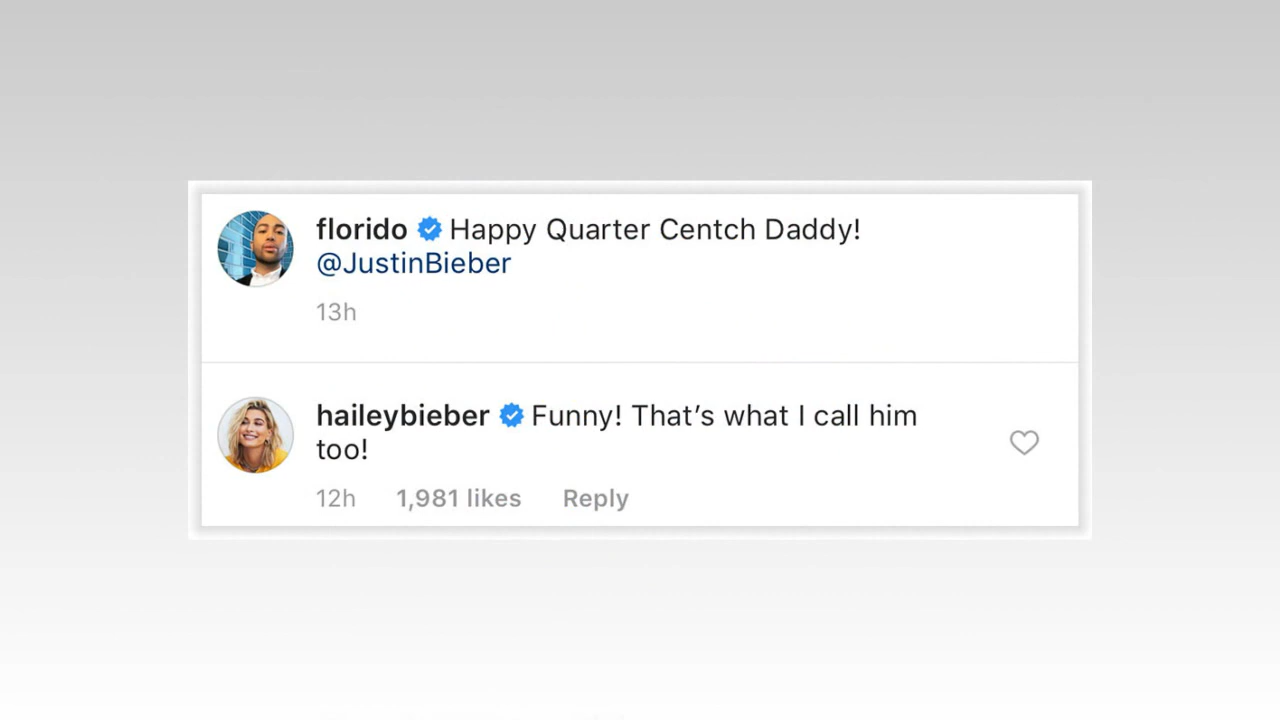 florido Happy Quarter Centch Daddy!
@JustinBieber
13h
haileybieber Funny! That’s what I call him
too!
12h 1,981 likes Reply